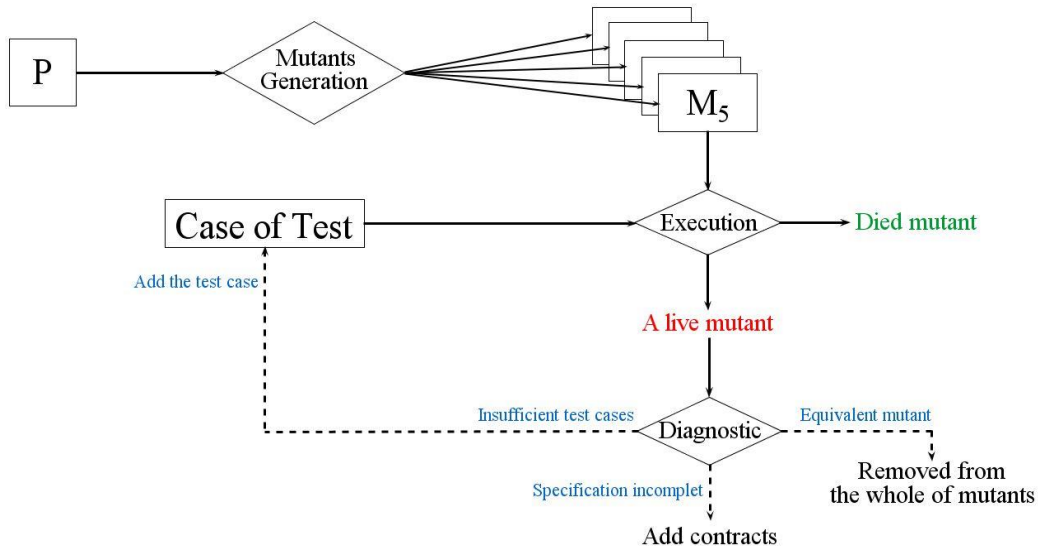 P
Mutants
Generation
M5
Case of Test
Execution
Died mutant
Add the test case
A live mutant
Insufficient test cases
Equivalent mutant
Diagnostic
Removed from
the whole of mutants
Specification incomplet
Add contracts